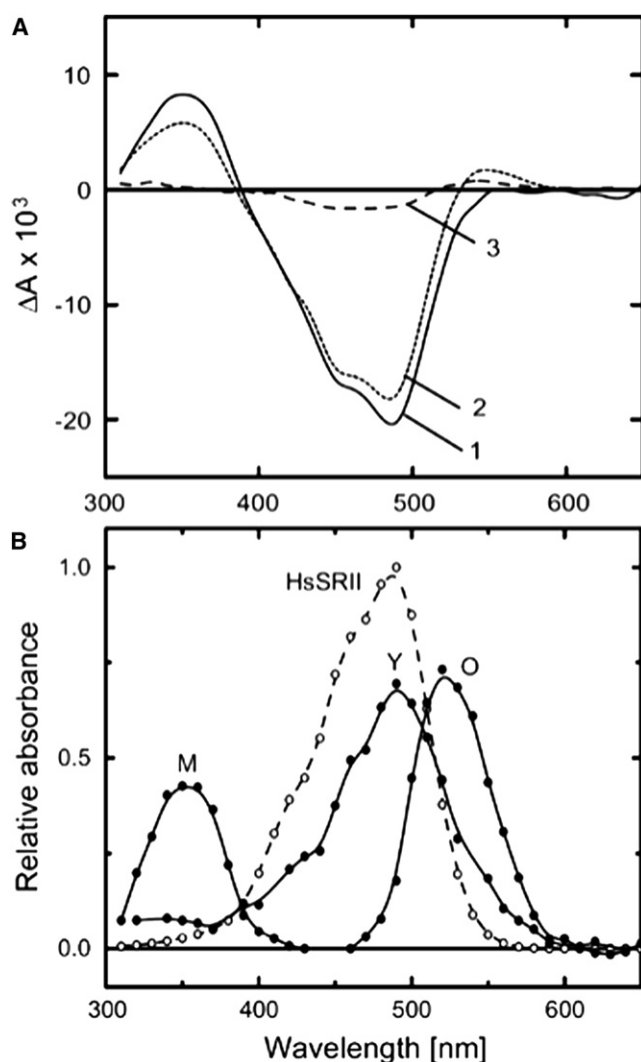 A
10
0
-10
-20
ΔA x 10³
3
2
1
300 400 500 600
B
1.0
0.5
0.0
Relative absorbance
HsSRII
M
Y
O
300 400 500 600
Wavelength [nm]